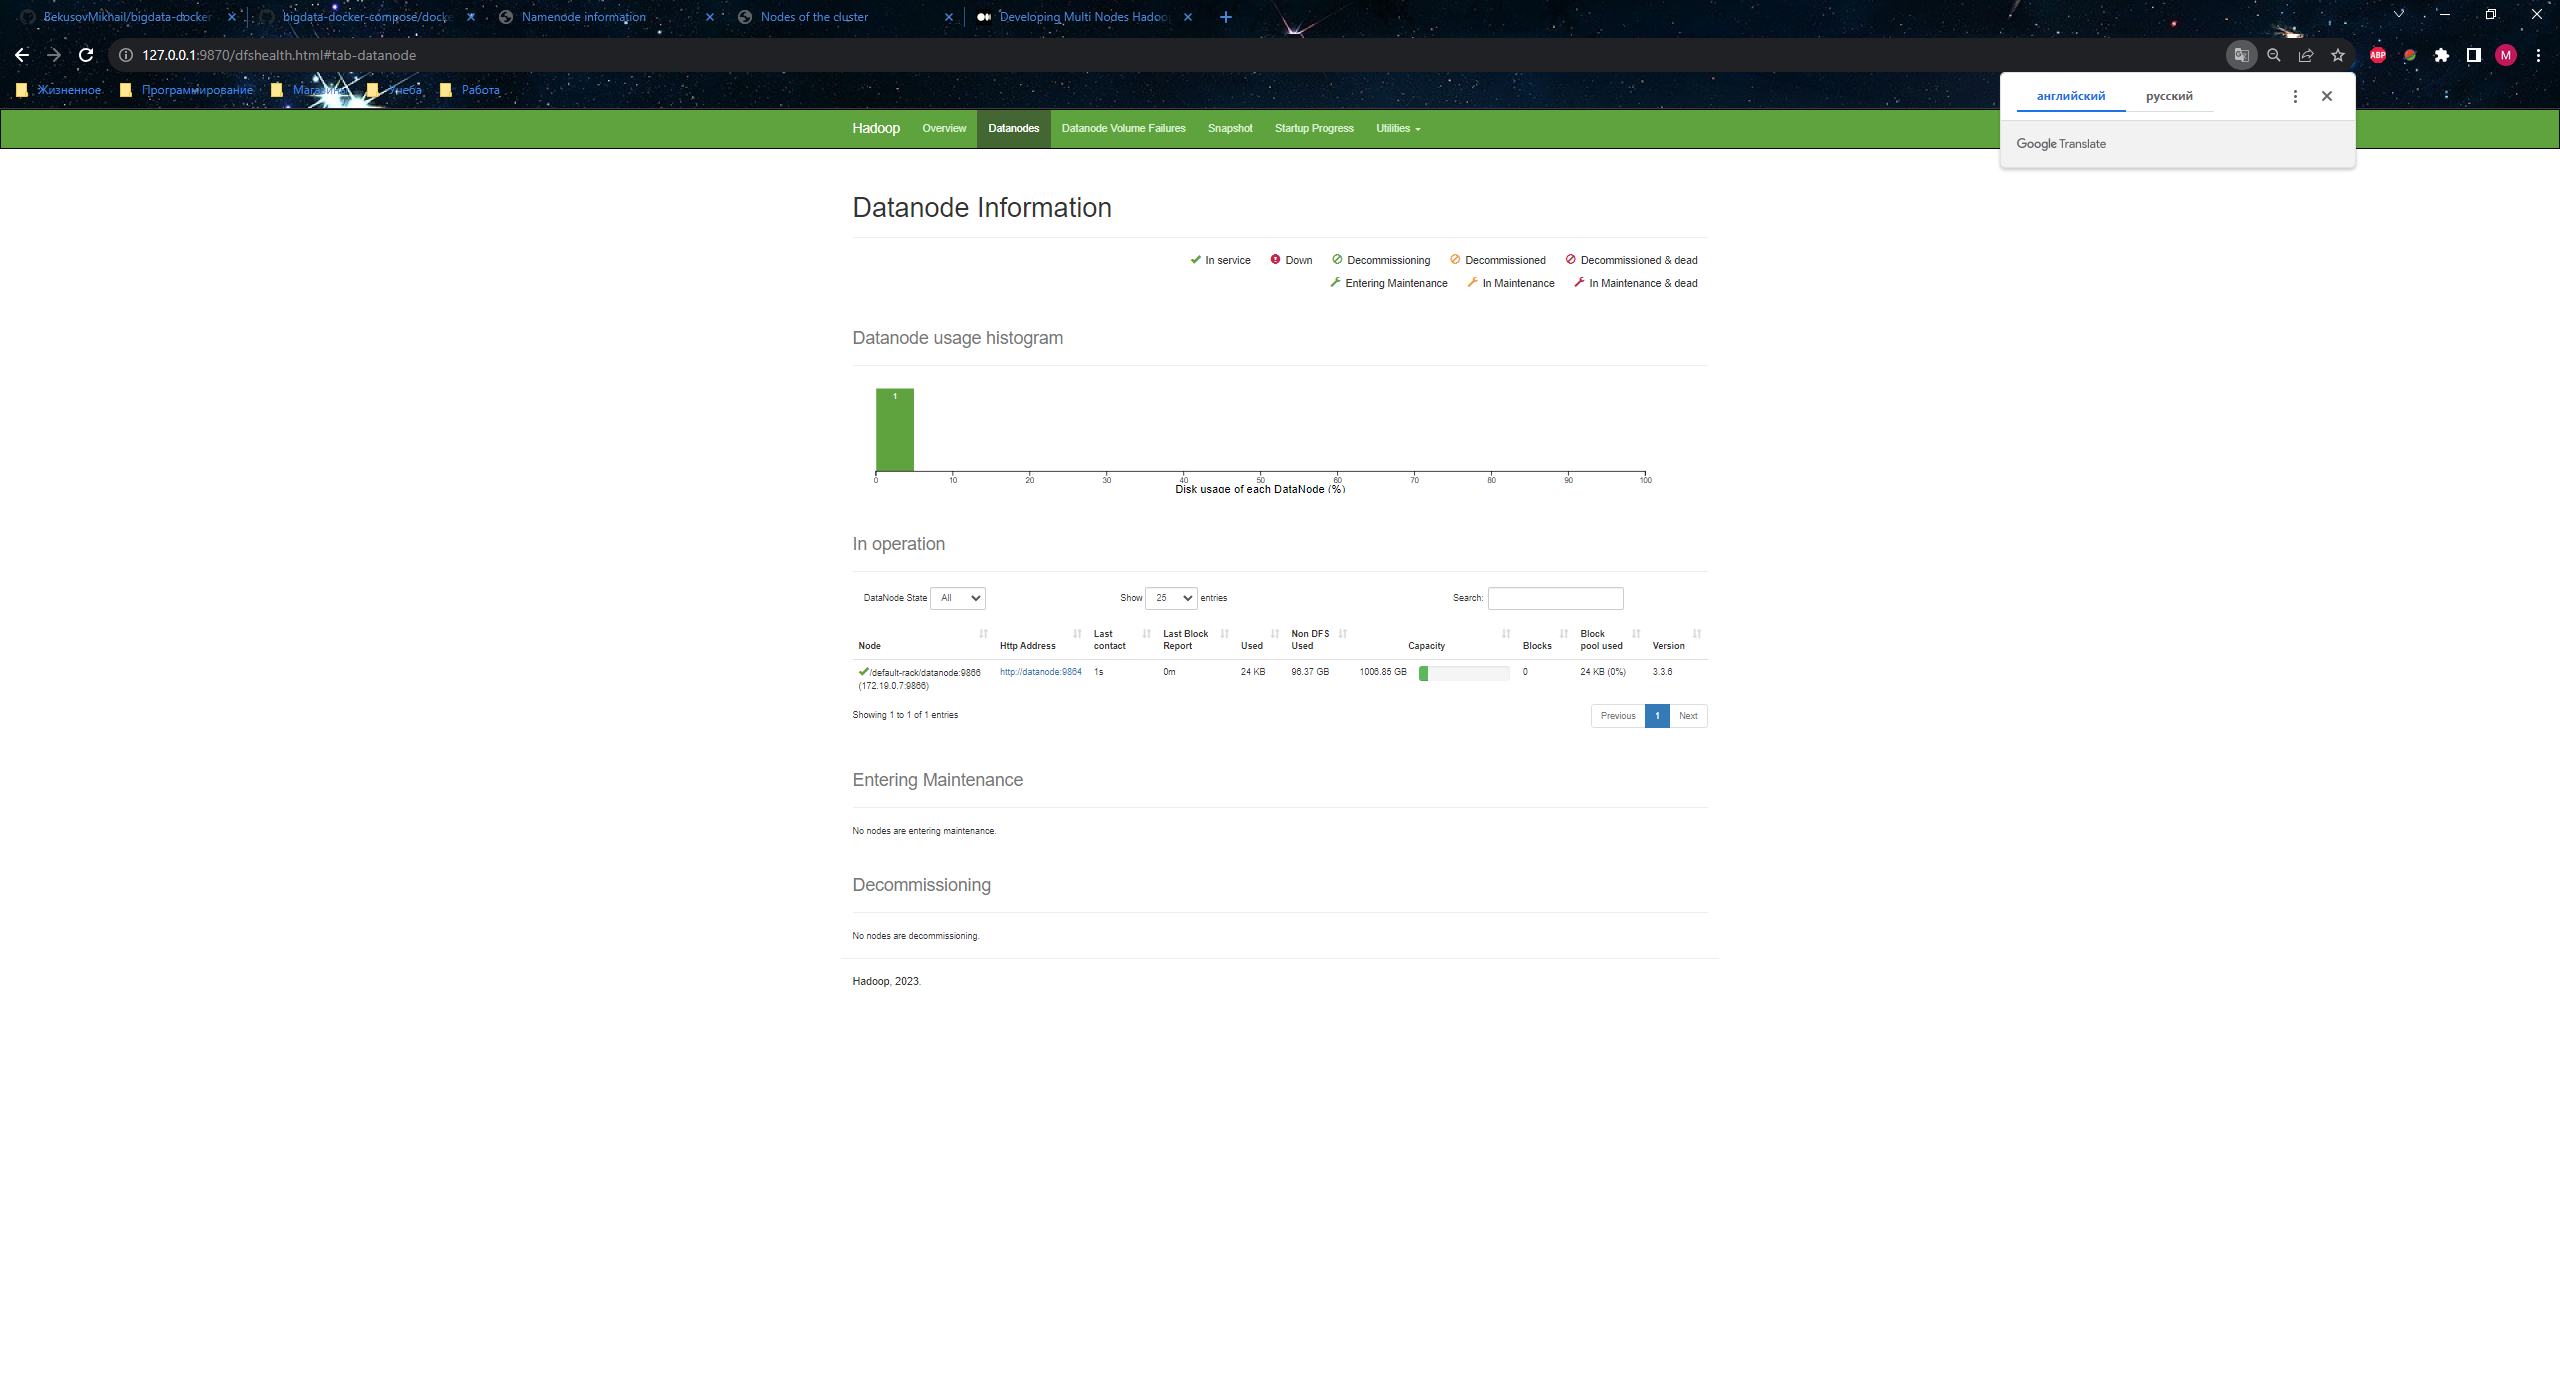 BekusovMikhail/bigdata-docker
bigdata-docker-compose/docke
Namenode information
Nodes of the cluster
Developing Multi Nodes Hadoo
127.0.0.1:9870/dfshealth.html#tab-datanode
ABP
M
Жизненное
Программирование
Магазины
Учеба
Работа
английский
русский
Google Translate
Hadoop
Overview
Datanodes
Datanode Volume Failures
Snapshot
Startup Progress
Utilities
Datanode Information
In service
Down
Decommissioning
Decommissioned
Decommissioned & dead
Entering Maintenance
In Maintenance
In Maintenance & dead
Datanode usage histogram
1
0 10 20 30 40 50 60 70 80 90 100
Disk usage of each DataNode (%)
In operation
DataNode State All
Show 25 entries
Search:
Node
Http Address
Last contact
Last Block Report
Used
Non DFS Used
Capacity
Blocks
Block pool used
Version
/default-rack/datanode:9866 (172.19.0.7:9866)
http://datanode:9864
1s
0m
24 KB
96.37 GB
1006.85 GB
0
24 KB (0%)
3.3.6
Showing 1 to 1 of 1 entries
Previous 1 Next
Entering Maintenance
No nodes are entering maintenance.
Decommissioning
No nodes are decommissioning.
Hadoop, 2023.